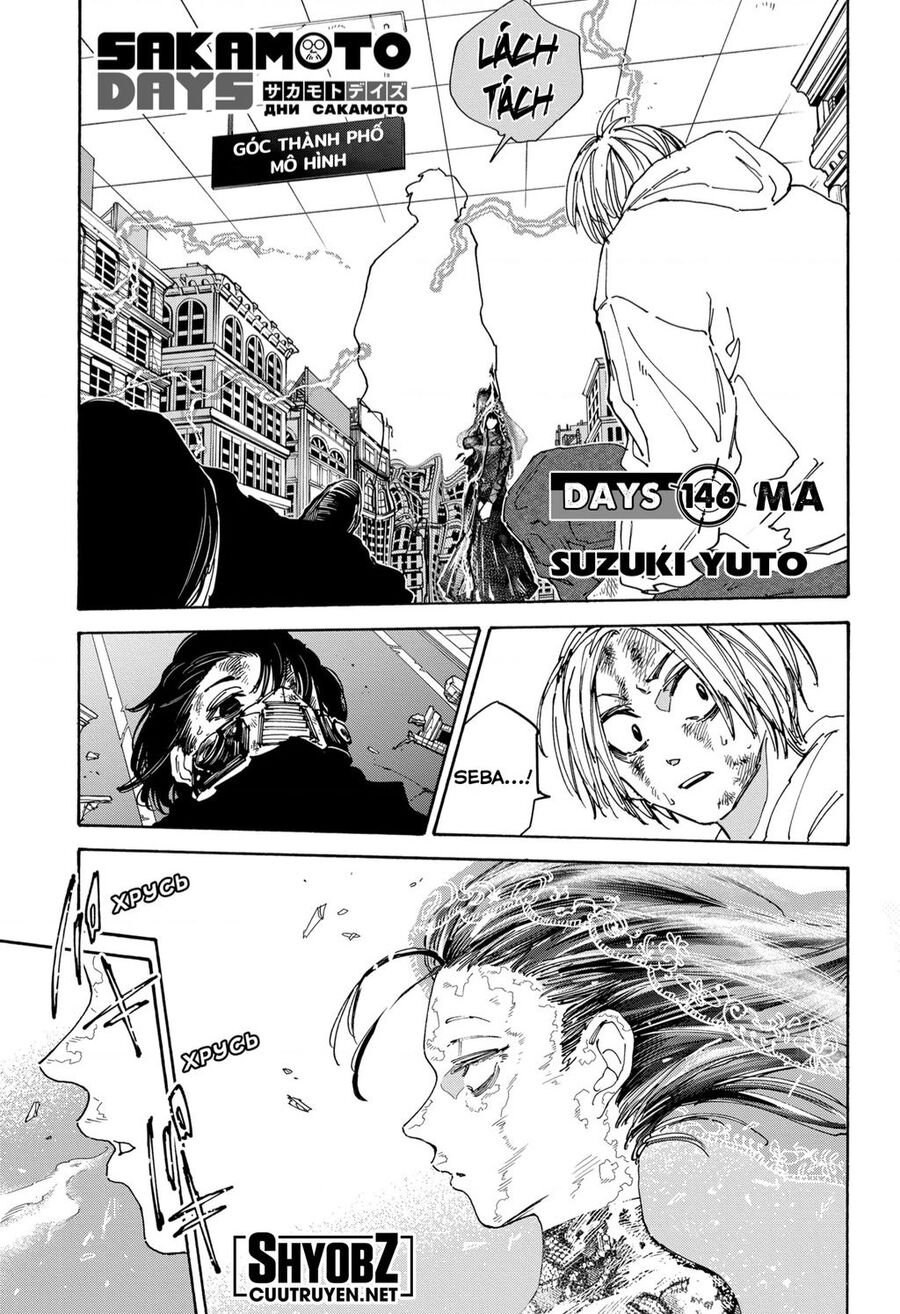 SAKAMOTO
DAYS サカモトデイズ
ДНИ САКАМОТО
GÓC THÀNH PHỐ
MÔ HÌNH
LÁCH
TÁCH
DAYS 146 MA
SUZUKI YUTO
SEBA...!
ХРУСЬ
ХРУСЬ
SHYOBZ
CUUTRUYEN.NET